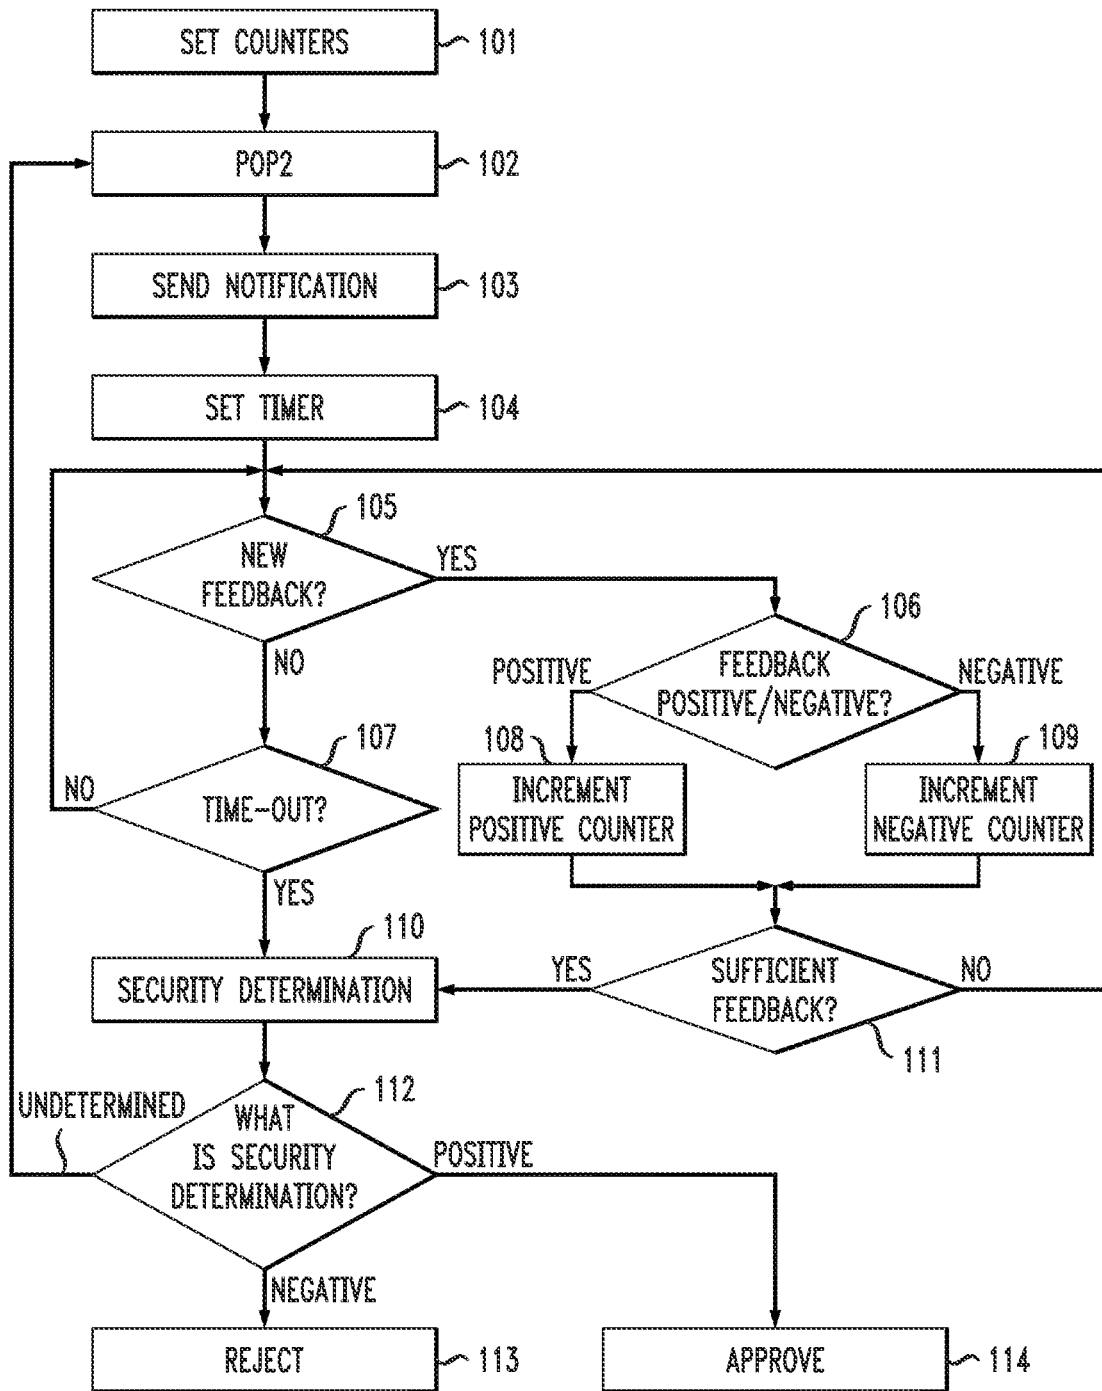 SET COUNTERS
101
POP2
102
SEND NOTIFICATION
103
SET TIMER
104
105
NEW
FEEDBACK?
YES
NO
106
FEEDBACK
POSITIVE/NEGATIVE?
POSITIVE
NEGATIVE
107
TIME-OUT?
NO
YES
108
INCREMENT
POSITIVE COUNTER
109
INCREMENT
NEGATIVE COUNTER
110
SECURITY DETERMINATION
YES
SUFFICIENT
FEEDBACK?
NO
111
112
UNDETERMINED
WHAT
IS SECURITY
DETERMINATION?
POSITIVE
NEGATIVE
REJECT
113
APPROVE
114